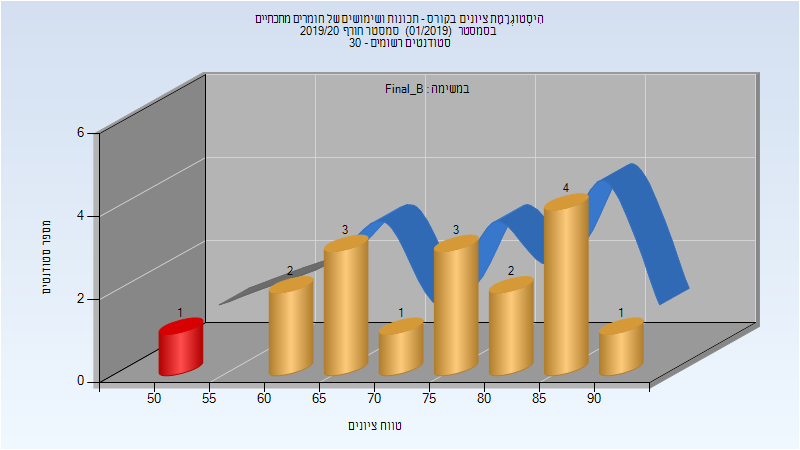 היסטוגרמת ציונים בקורס - תכונות ושימושים של חומרים מתכתיים
בסמסטר (01/2019) סמסטר חורף 2019/20
סטודנטים רשומים - 30
במשימה : Final_B
מספר סטודנטים
6
4
2
0
1
2
3
1
3
2
4
1
50 55 60 65 70 75 80 85 90
טווח ציונים